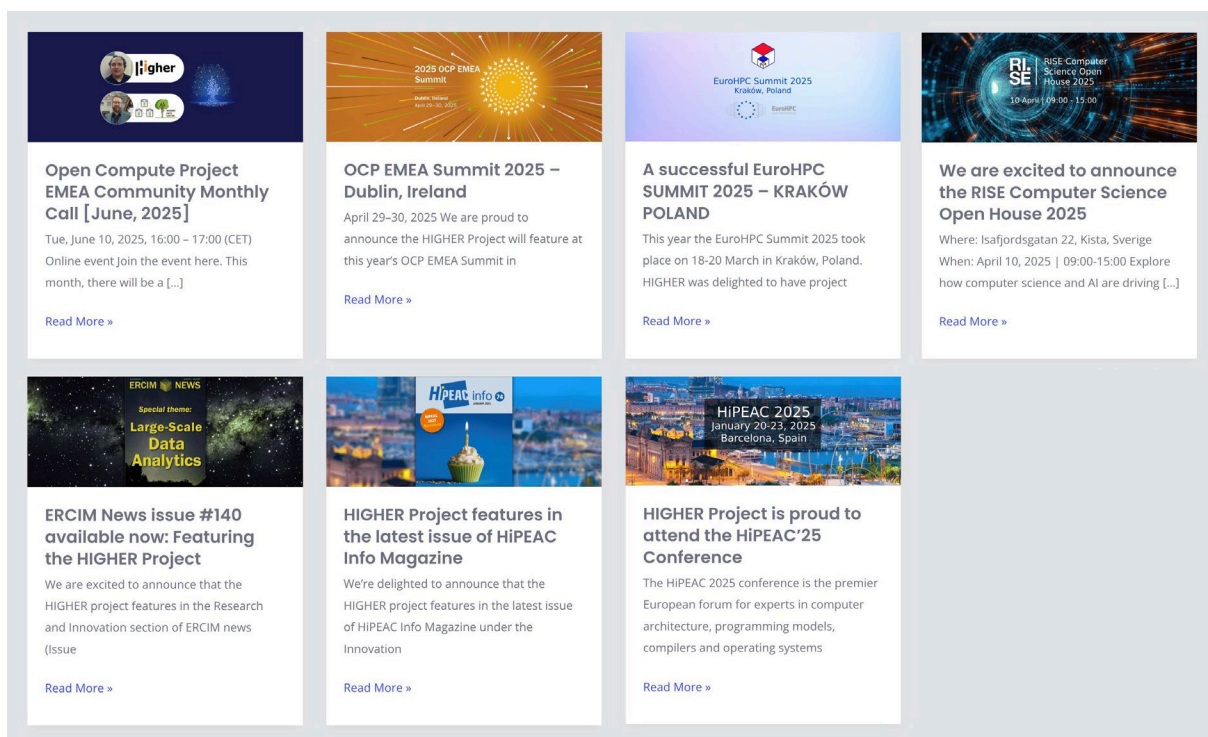 Higher
2025 OCP EMEA
Summit
Dublin, Ireland
April 29-30, 2025
EuroHPC Summit 2025
Kraków, Poland
EuroHPC
RI.
SE
RISE Computer
Science Open
House 2025
10 April | 09:00 - 15:00
Open Compute Project
EMEA Community Monthly
Call [June, 2025]
Tue, June 10, 2025, 16:00 – 17:00 (CET)
Online event Join the event here. This
month, there will be a [...]
Read More »
OCP EMEA Summit 2025 –
Dublin, Ireland
April 29–30, 2025 We are proud to
announce the HIGHER Project will feature at
this year's OCP EMEA Summit in
Read More »
A successful EuroHPC
SUMMIT 2025 – KRAKÓW
POLAND
This year the EuroHPC Summit 2025 took
place on 18-20 March in Kraków, Poland.
HIGHER was delighted to have project
Read More »
We are excited to announce
the RISE Computer Science
Open House 2025
Where: Isafjordsgatan 22, Kista, Sverige
When: April 10, 2025 | 09:00-15:00 Explore
how computer science and AI are driving [...]
Read More »
ERCIM NEWS
Special theme:
Large-Scale
Data
Analytics
HiPEAC info 74
HiPEAC 2025
January 20-23, 2025
Barcelona, Spain
ERCIM News issue #140
available now: Featuring
the HIGHER Project
We are excited to announce that the
HIGHER project features in the Research
and Innovation section of ERCIM news
(Issue
Read More »
HIGHER Project features in
the latest issue of HiPEAC
Info Magazine
We're delighted to announce that the
HIGHER project features in the latest issue
of HiPEAC Info Magazine under the
Innovation
Read More »
HIGHER Project is proud to
attend the HiPEAC'25
Conference
The HiPEAC 2025 conference is the premier
European forum for experts in computer
architecture, programming models,
compilers and operating systems
Read More »